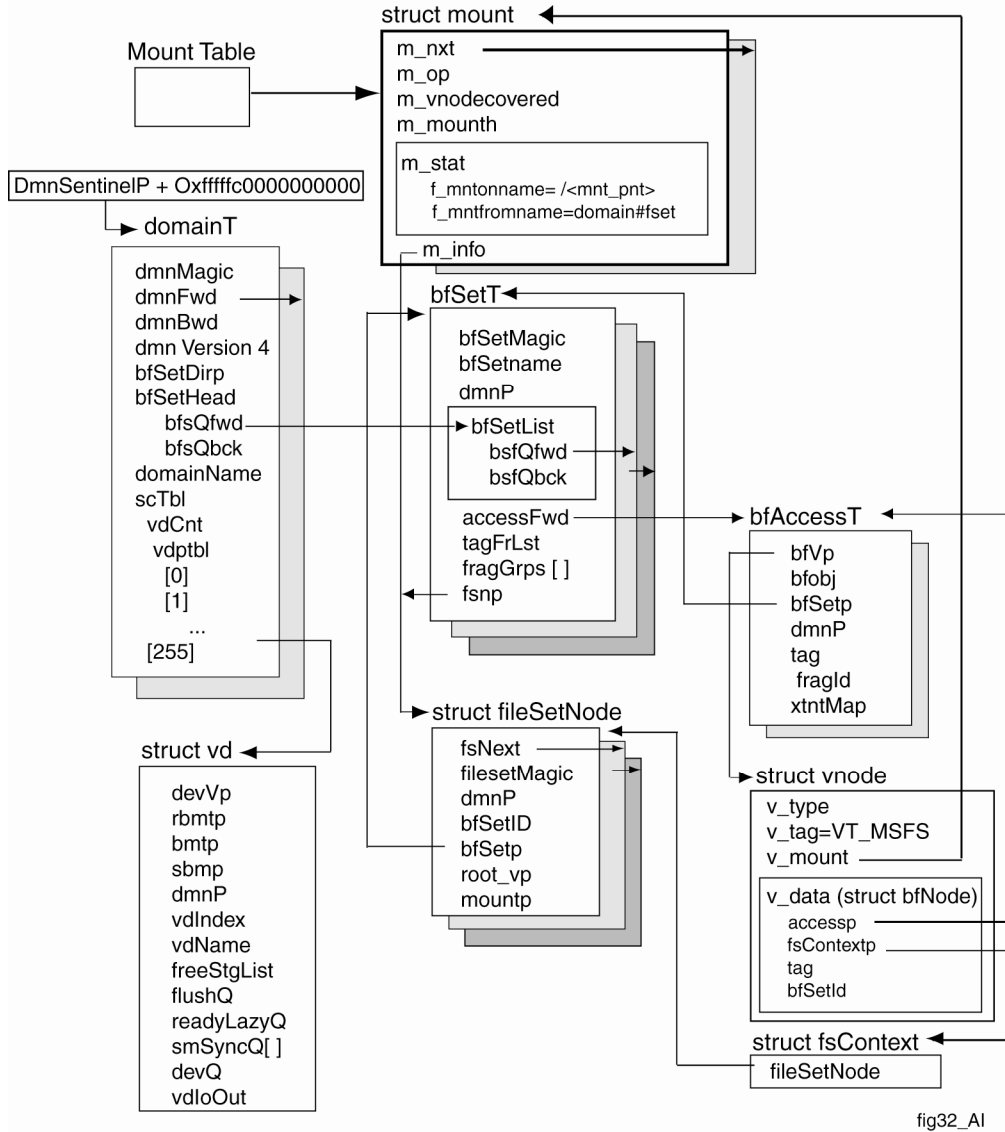 struct mount
Mount Table
m_nxt
m_op
m_vnodecovered
m_mounth
m_stat
f_mntonname= /<mnt_pnt>
f_mntfromname=domain#fset
m_info
DmnSentinelP + Oxfffffc0000000000
domainT
dmnMagic
dmnFwd
dmnBwd
dmn Version 4
bfSetDirp
bfSetHead
bfsQfwd
bfsQbck
domainName
scTbl
vdCnt
vdptbl
[0]
[1]
...
[255]
bfSetT
bfSetMagic
bfSetname
dmnP
bfSetList
bsfQfwd
bsfQbck
accessFwd
tagFrLst
fragGrps [ ]
fsnp
bfAccessT
bfVp
bfobj
bfSetp
dmnP
tag
fragId
xtntMap
struct vd
devVp
rbmtp
bmtp
sbmp
dmnP
vdIndex
vdName
freeStgList
flushQ
readyLazyQ
smSyncQ[ ]
devQ
vdIoOut
struct fileSetNode
fsNext
filesetMagic
dmnP
bfSetID
bfSetp
root_vp
mountp
struct vnode
v_type
v_tag=VT_MSFS
v_mount
v_data (struct bfNode)
accessp
fsContextp
tag
bfSetId
struct fsContext
fileSetNode
fig32_AI